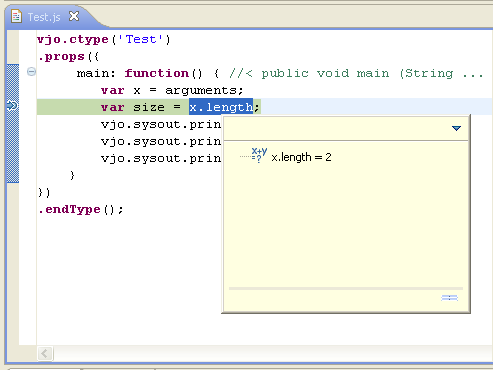 Test.js
vjo.ctype('Test')
.props({
main: function() { //< public void main (String ...
var x = arguments;
var size = x.length;
vjo.sysout.prin
vjo.sysout.prin
vjo.sysout.prin
}
})
.endType();
x+y
=?
x.length = 2